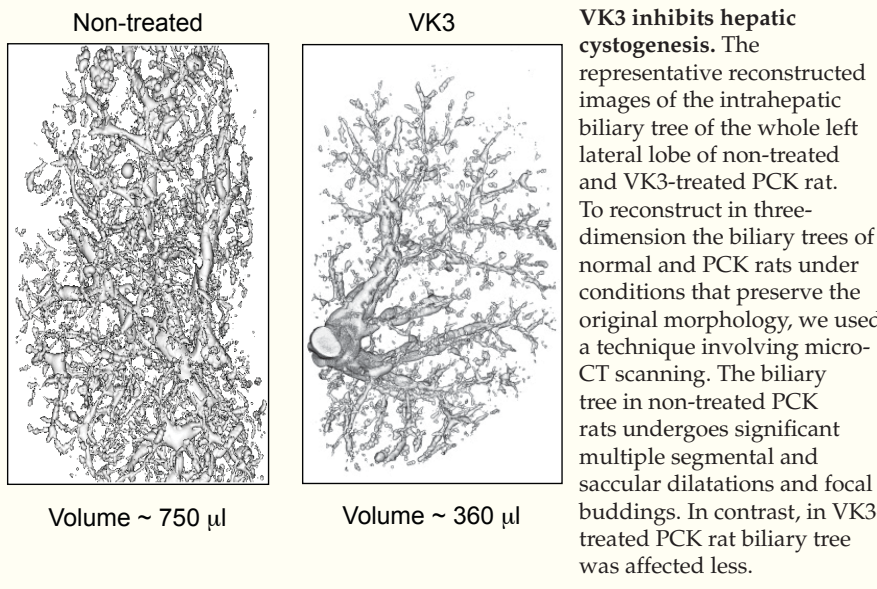 Non-treated
VK3
Volume ~ 750 μl
Volume ~ 360 μl
VK3 inhibits hepatic
cystogenesis. The
representative reconstructed
images of the intrahepatic
biliary tree of the whole left
lateral lobe of non-treated
and VK3-treated PCK rat.
To reconstruct in three-
dimension the biliary trees of
normal and PCK rats under
conditions that preserve the
original morphology, we used
a technique involving micro-
CT scanning. The biliary
tree in non-treated PCK
rats undergoes significant
multiple segmental and
saccular dilatations and focal
buddings. In contrast, in VK3
treated PCK rat biliary tree
was affected less.